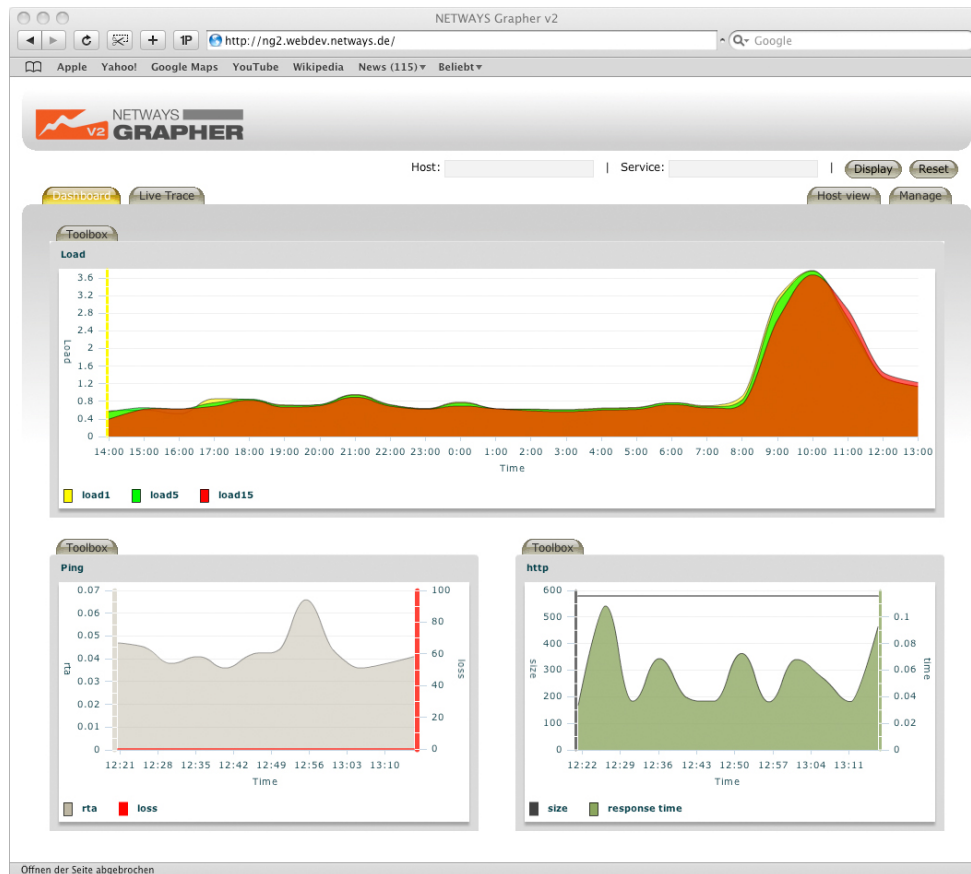 NETWAYS Grapher v2
1P http://ng2.webdev.netways.de/ Google
Apple Yahoo! Google Maps YouTube Wikipedia News (115) Beliebt
NETWAYS
V2 GRAPHER
Host: | Service: | Display Reset
Dashboard Live Trace Host view Manage
Toolbox
Load
3.6
3.2
2.8
2.4
2
1.6
1.2
0.8
0.4
0
Load
14:00 15:00 16:00 17:00 18:00 19:00 20:00 21:00 22:00 23:00 0:00 1:00 2:00 3:00 4:00 5:00 6:00 7:00 8:00 9:00 10:00 11:00 12:00 13:00
Time
load1 load5 load15
Toolbox
Ping
0.07
0.06
0.05
0.04
0.03
0.02
0.01
0
rta
100
80
60
40
20
0
loss
12:21 12:28 12:35 12:42 12:49 12:56 13:03 13:10
Time
rta loss
Toolbox
http
600
500
400
300
200
100
0
size
0.1
0.08
0.06
0.04
0.02
0
time
12:22 12:29 12:36 12:43 12:50 12:57 13:04 13:11
Time
size response time
Öffnen der Seite abgebrochen